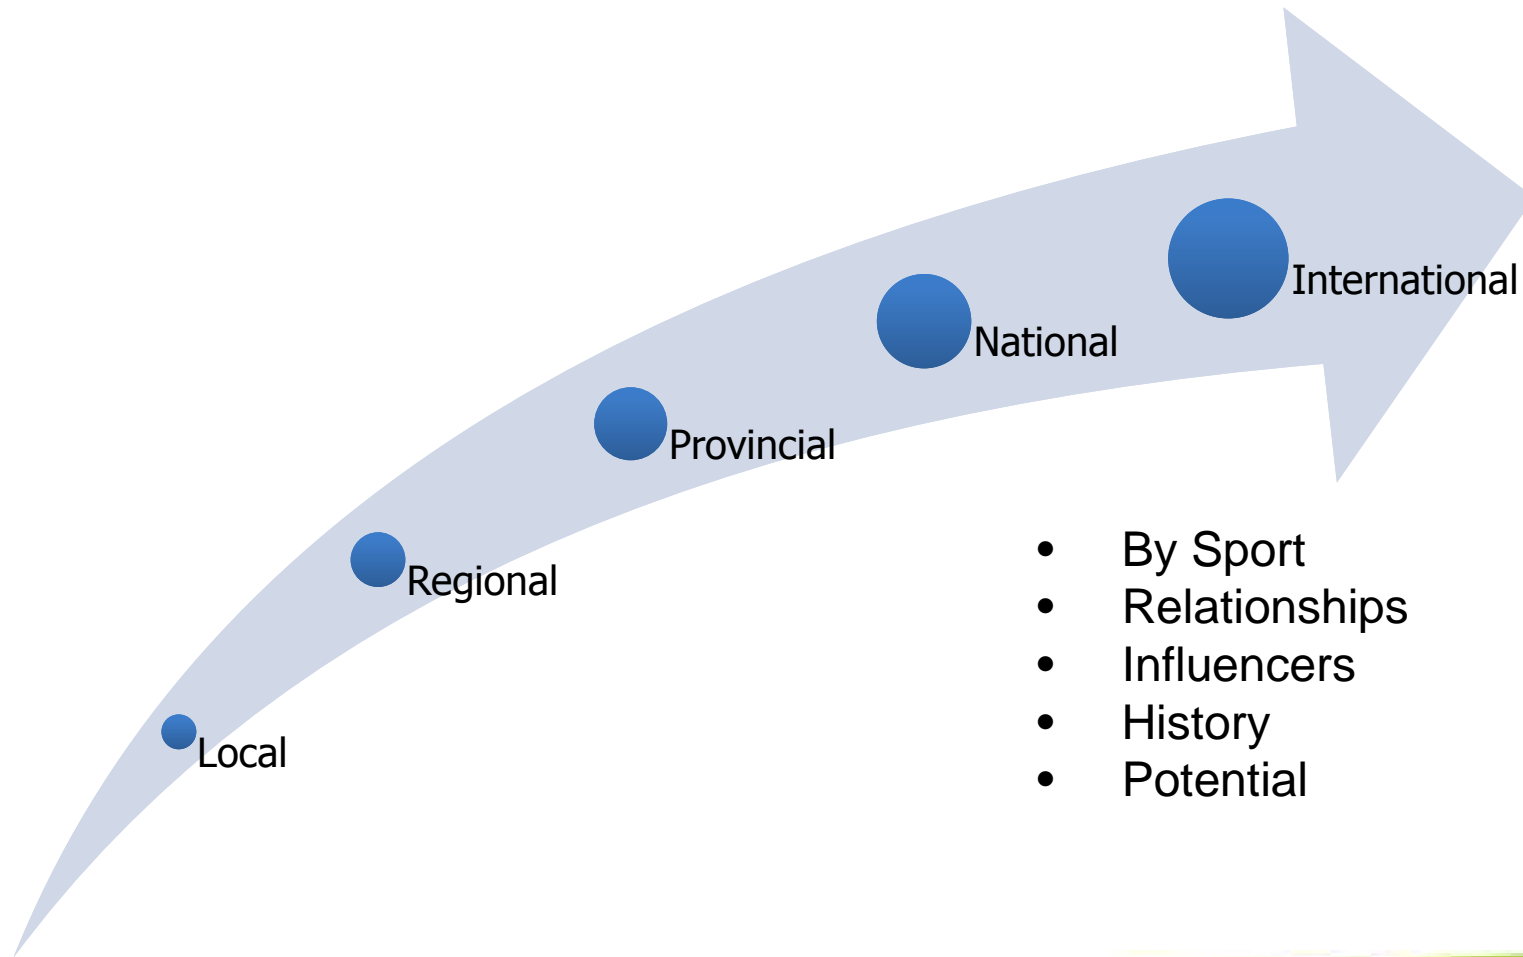 International
National
Provincial
Regional
Local
• By Sport
• Relationships
• Influencers
• History
• Potential